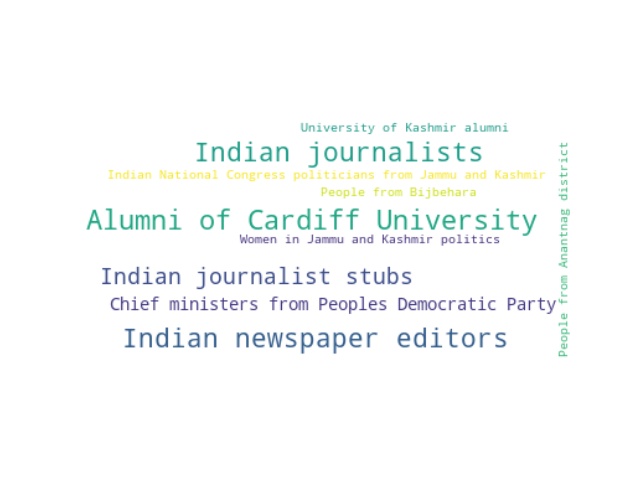 University of Kashmir alumni
Indian journalists
Indian National Congress politicians from Jammu and Kashmir
People from Bijbehara
Alumni of Cardiff University
Women in Jammu and Kashmir politics
Indian journalist stubs
Chief ministers from Peoples Democratic Party
Indian newspaper editors
People from Anantnag district